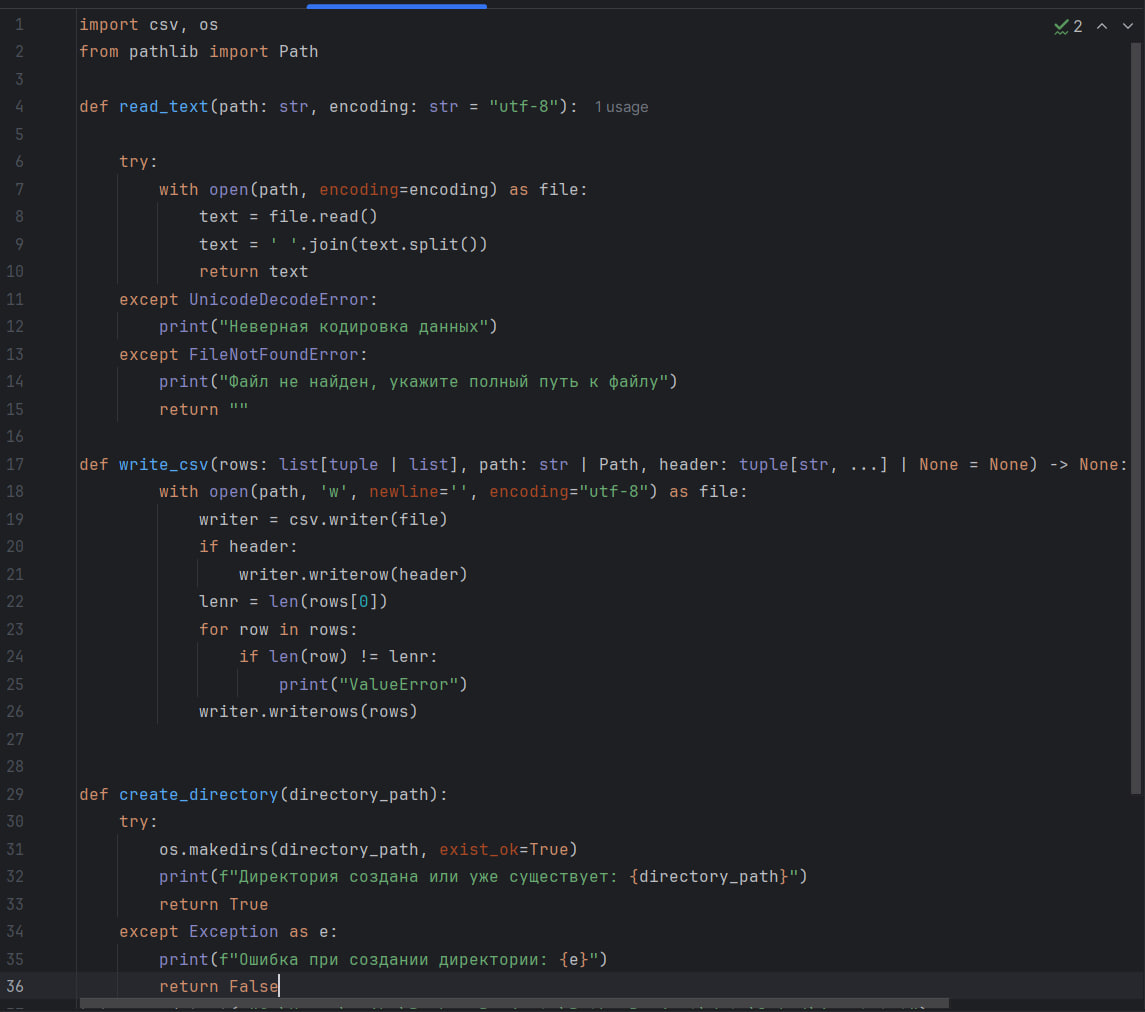 2
1 import csv, os
2 from pathlib import Path
3
4 def read_text(path: str, encoding: str = "utf-8"): 1 usage
5
6 try:
7 with open(path, encoding=encoding) as file:
8 text = file.read()
9 text = ' '.join(text.split())
10 return text
11 except UnicodeDecodeError:
12 print("Неверная кодировка данных")
13 except FileNotFoundError:
14 print("Файл не найден, укажите полный путь к файлу")
15 return ""
16
17 def write_csv(rows: list[tuple | list], path: str | Path, header: tuple[str, ...] | None = None) -> None:
18 with open(path, 'w', newline='', encoding="utf-8") as file:
19 writer = csv.writer(file)
20 if header:
21 writer.writerow(header)
22 lenr = len(rows[0])
23 for row in rows:
24 if len(row) != lenr:
25 print("ValueError")
26 writer.writerows(rows)
27
28
29 def create_directory(directory_path):
30 try:
31 os.makedirs(directory_path, exist_ok=True)
32 print(f"Директория создана или уже существует: {directory_path}")
33 return True
34 except Exception as e:
35 print(f"Ошибка при создании директории: {e}")
36 return False